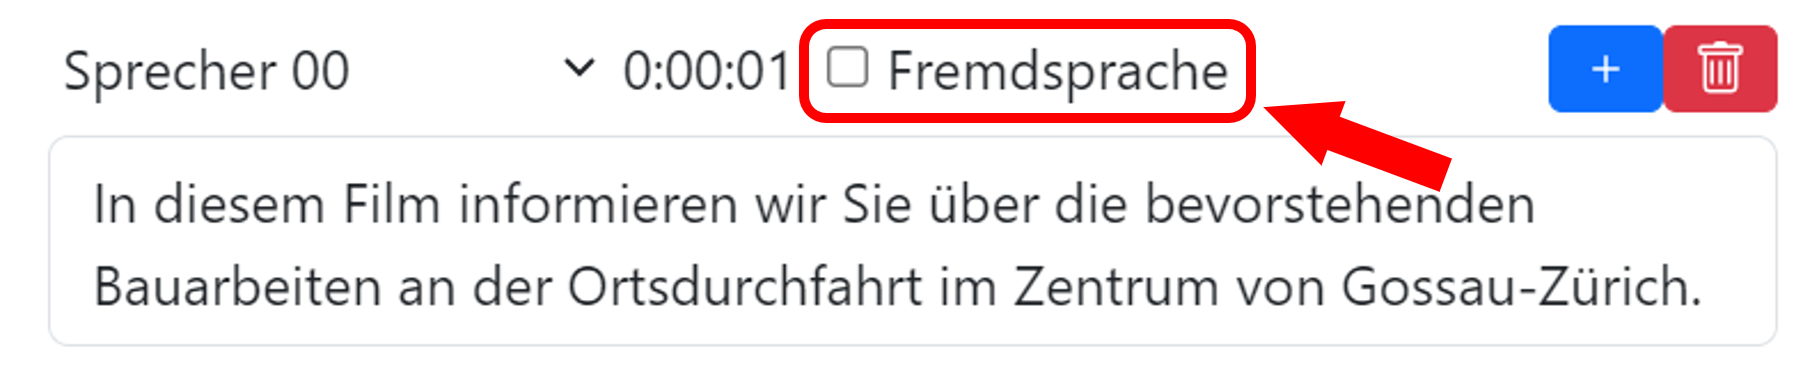 Sprecher 00 0:00:01 Fremdsprache +
In diesem Film informieren wir Sie über die bevorstehenden
Bauarbeiten an der Ortsdurchfahrt im Zentrum von Gossau-Zürich.